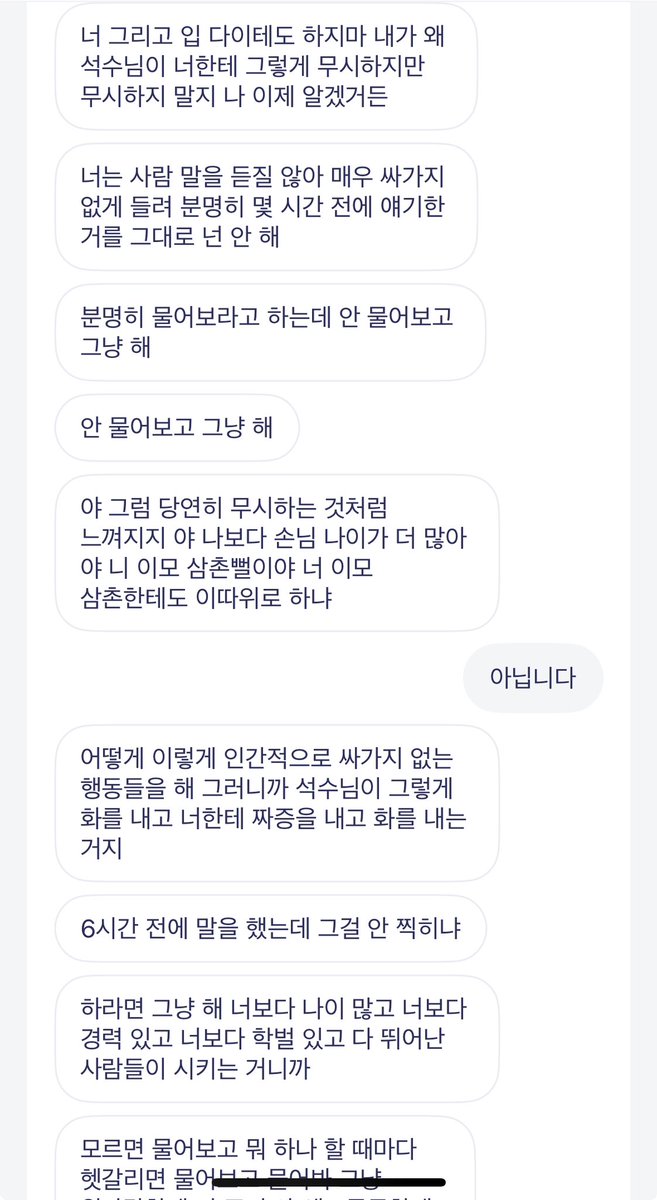 너 그리고 입 다이테도 하지마 내가 왜
석수님이 너한테 그렇게 무시하지만
무시하지 말지 나 이제 알겠거든
너는 사람 말을 듣질 않아 매우 싸가지
없게 들려 분명히 몇 시간 전에 얘기한
거를 그대로 넌 안 해
분명히 물어보라고 하는데 안 물어보고
그냥 해
안 물어보고 그냥 해
야 그럼 당연히 무시하는 것처럼
느껴지지 야 나보다 손님 나이가 더 많아
야 니 이모 삼촌뻘이야 너 이모
삼촌한테도 이따위로 하냐
아닙니다
어떻게 이렇게 인간적으로 싸가지 없는
행동들을 해 그러니까 석수님이 그렇게
화를 내고 너한테 짜증을 내고 화를 내는
거지
6시간 전에 말을 했는데 그걸 안 찍히냐
하라면 그냥 해 너보다 나이 많고 너보다
경력 있고 너보다 학벌 있고 다 뛰어난
사람들이 시키는 거니까
모르면 물어보고 뭐 하나 할 때마다
헷갈리면 물어보고 물어봐 그냥